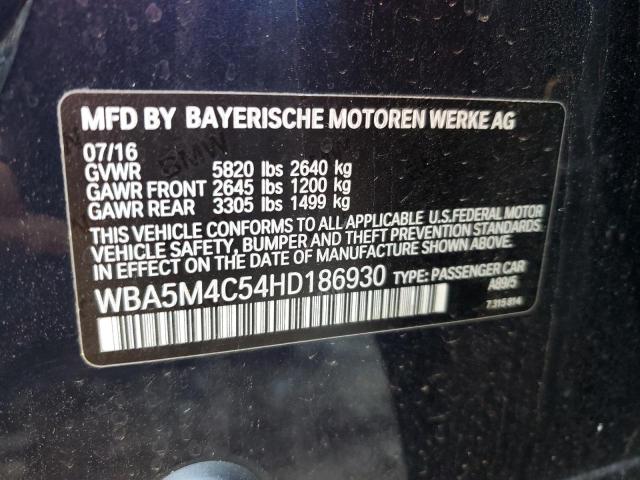 MFD BY BAYERISCHE MOTOREN WERKE AG
07/16
GVWR 5820 lbs 2640 kg
GAWR FRONT 2645 lbs 1200 kg
GAWR REAR 3305 lbs 1499 kg
THIS VEHICLE CONFORMS TO ALL APPLICABLE U.S.FEDERAL MOTOR
VEHICLE SAFETY, BUMPER AND THEFT PREVENTION STANDARDS
IN EFFECT ON THE DATE OF MANUFACTURE SHOWN ABOVE.
WBA5M4C54HD186930 TYPE: PASSENGER CAR
A89/5
7 315 814